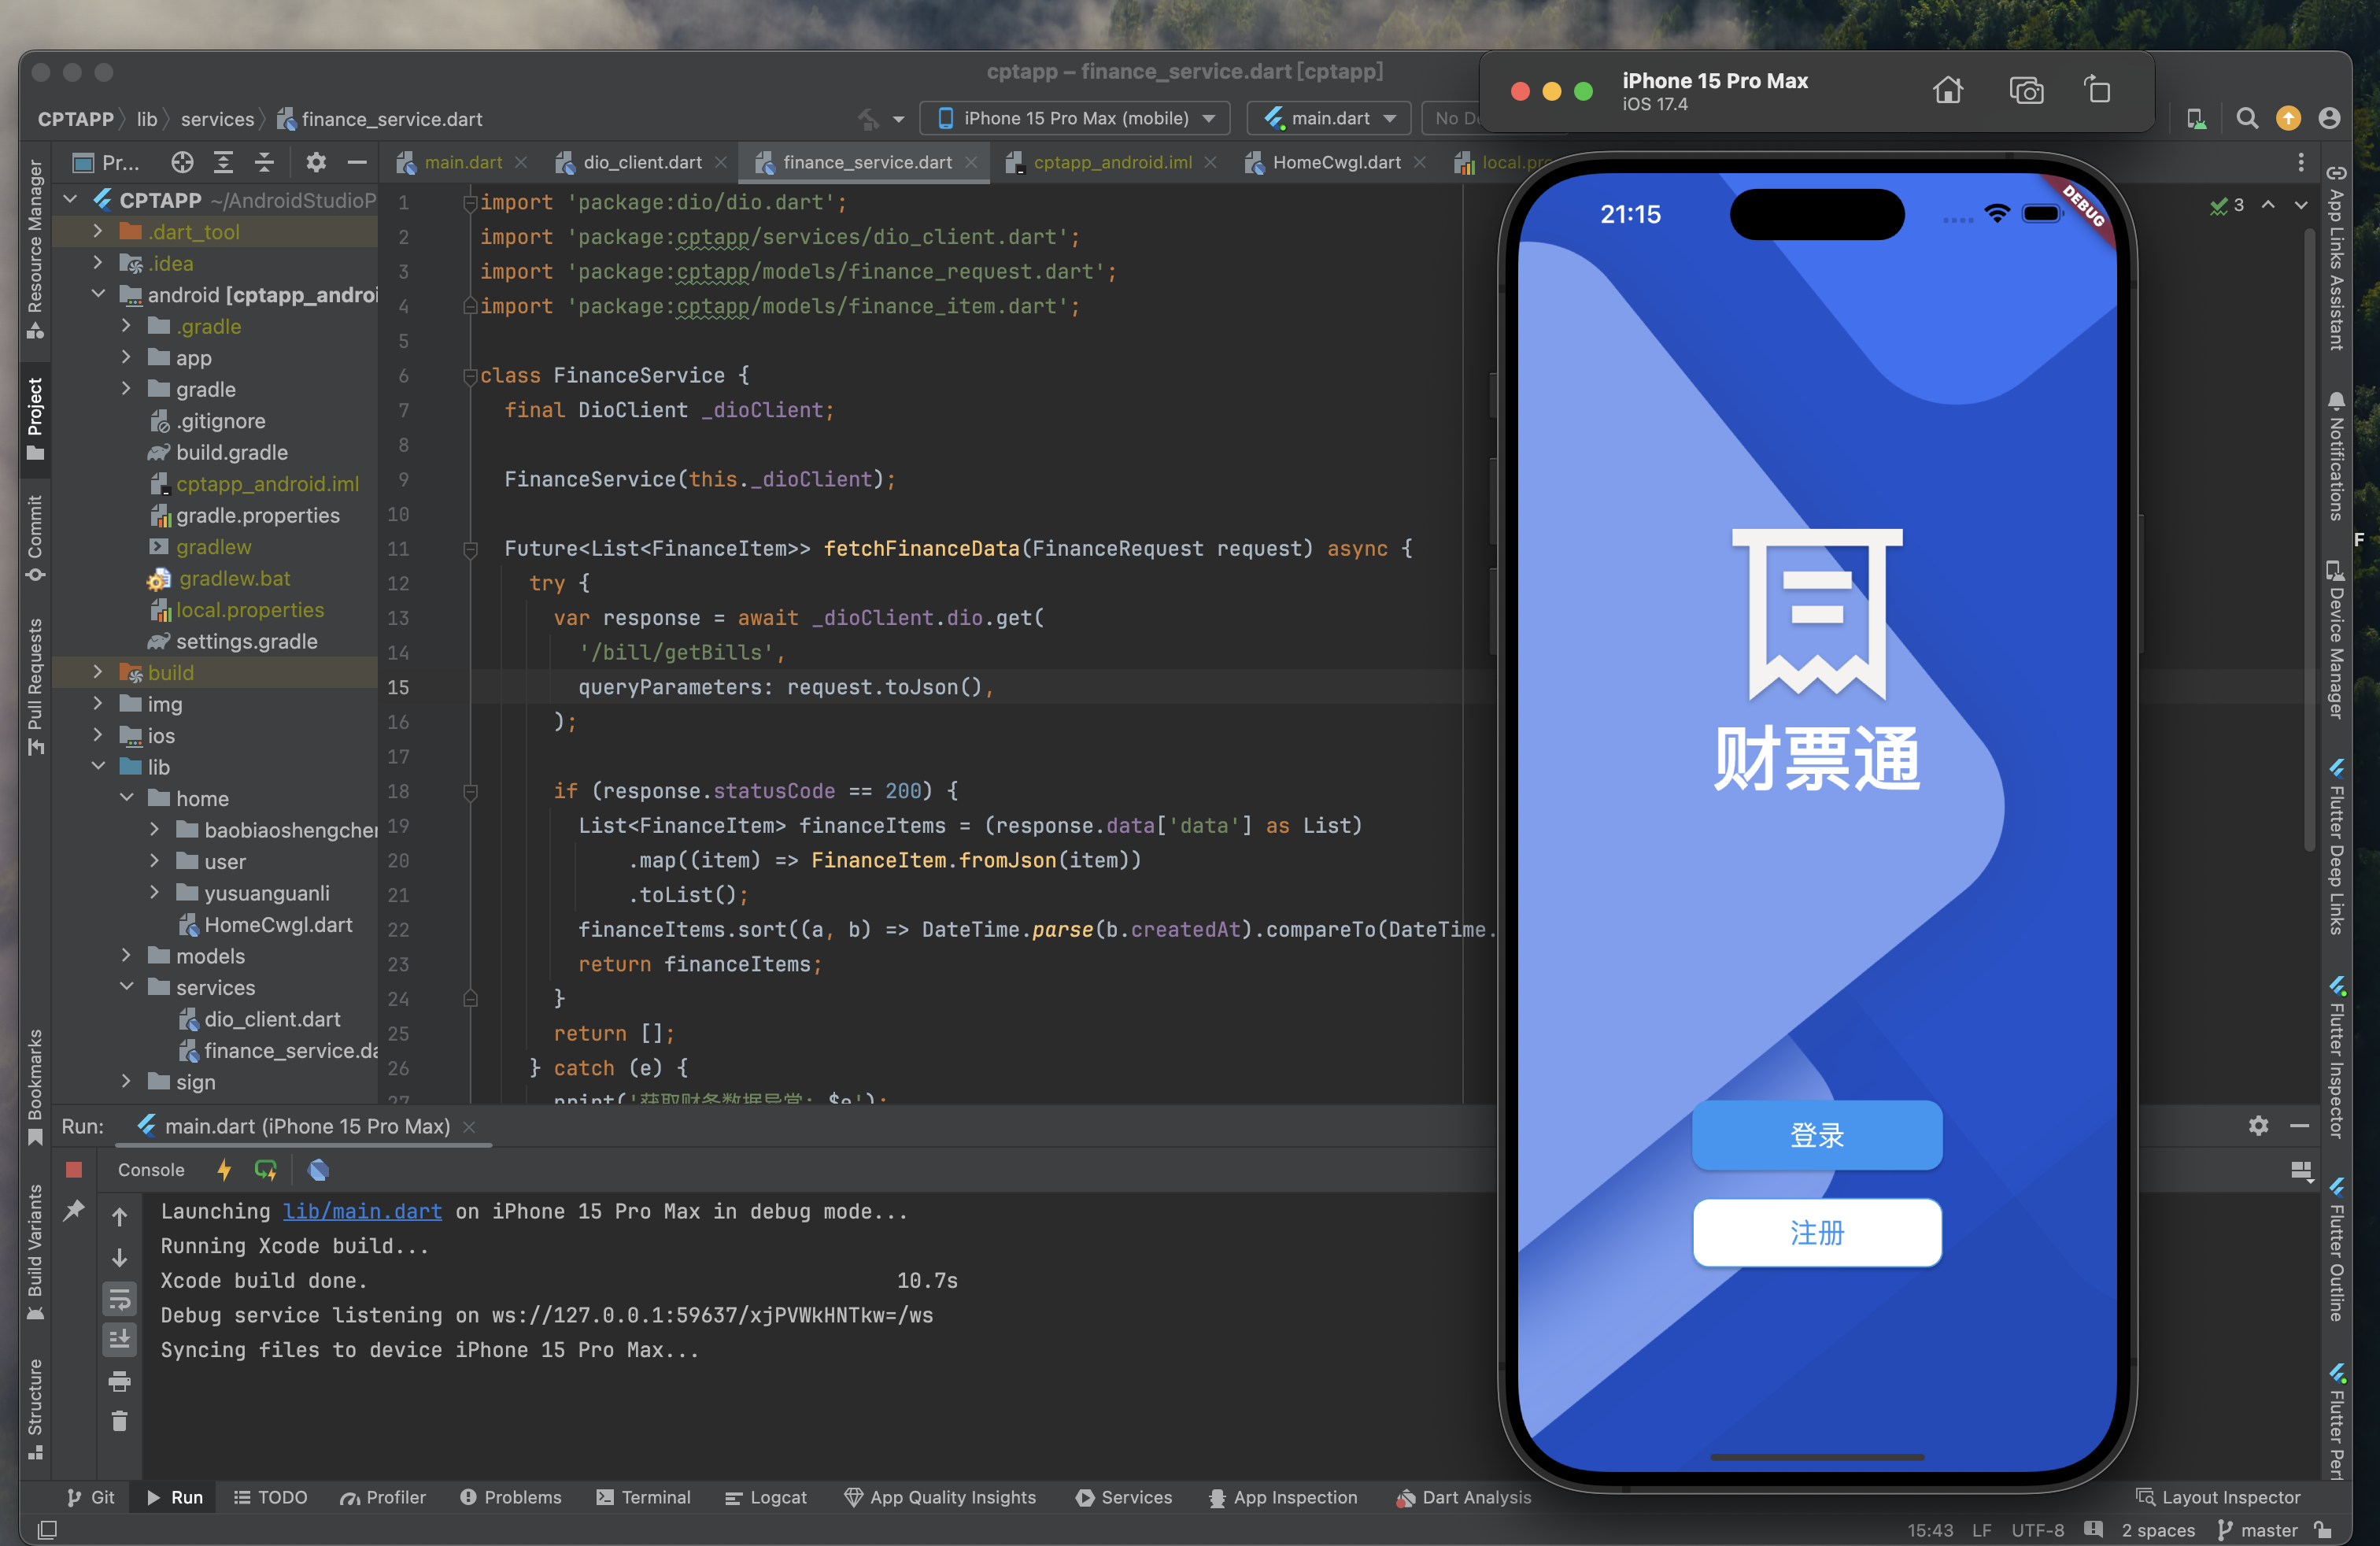 cptapp – finance_service.dart [cptapp]
CPTAPP lib services finance_service.dart
iPhone 15 Pro Max (mobile)
main.dart
No De
iPhone 15 Pro Max
iOS 17.4
Pr...
main.dart
dio_client.dart
finance_service.dart
cptapp_android.iml
HomeCwgl.dart
local.pro
Resource Manager
Project
Commit
Pull Requests
Bookmarks
Build Variants
Structure
CPTAPP ~/AndroidStudioP
.dart_tool
.idea
android [cptapp_androi
.gradle
app
gradle
.gitignore
build.gradle
cptapp_android.iml
gradle.properties
gradlew
gradlew.bat
local.properties
settings.gradle
build
img
ios
lib
home
baobiaoshengcher
user
yusuanguanli
HomeCwgl.dart
models
services
dio_client.dart
finance_service.da
sign
1 import 'package:dio/dio.dart';
2 import 'package:cptapp/services/dio_client.dart';
3 import 'package:cptapp/models/finance_request.dart';
4 import 'package:cptapp/models/finance_item.dart';
5
6 class FinanceService {
7 final DioClient _dioClient;
8
9 FinanceService(this._dioClient);
10
11 Future<List<FinanceItem>> fetchFinanceData(FinanceRequest request) async {
12 try {
13 var response = await _dioClient.dio.get(
14 '/bill/getBills',
15 queryParameters: request.toJson(),
16 );
17
18 if (response.statusCode == 200) {
19 List<FinanceItem> financeItems = (response.data['data'] as List)
20 .map((item) => FinanceItem.fromJson(item))
21 .toList();
22 financeItems.sort((a, b) => DateTime.parse(b.createdAt).compareTo(DateTime.
23 return financeItems;
24 }
25 return [];
26 } catch (e) {
27 print('获取财务数据异常: $e');
3
21:15
DEBUG
财票通
登录
注册
App Links Assistant
Notifications
Device Manager
Flutter Deep Links
Flutter Inspector
Flutter Outline
Flutter Perf
F
Run: main.dart (iPhone 15 Pro Max)
Console
Launching lib/main.dart on iPhone 15 Pro Max in debug mode...
Running Xcode build...
Xcode build done. 10.7s
Debug service listening on ws://127.0.0.1:59637/xjPVWkHNTkw=/ws
Syncing files to device iPhone 15 Pro Max...
Git Run TODO Profiler Problems Terminal Logcat App Quality Insights Services App Inspection Dart Analysis Layout Inspector
15:43 LF UTF-8 2 spaces master